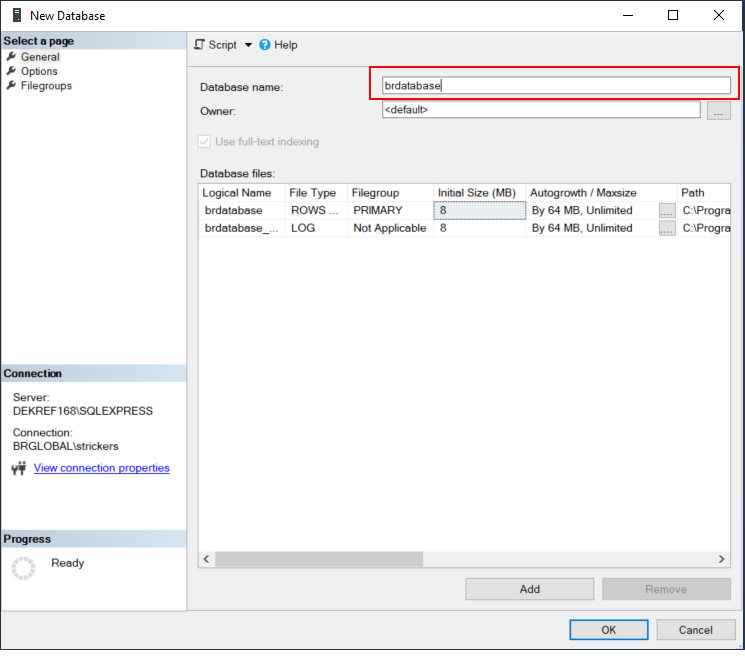 New Database
Select a page
General
Options
Filegroups
Script
Help
Database name:
brdatabase
Owner:
<default>
...
Use full-text indexing
Database files:
Logical Name File Type Filegroup Initial Size (MB) Autogrowth / Maxsize Path
brdatabase ROWS ... PRIMARY 8 By 64 MB, Unlimited .... C:\Progra
brdatabase_... LOG Not Applicable 8 By 64 MB, Unlimited .... C:\Progra
Connection
Server:
DEKREF168\SQLEXPRESS
Connection:
BRGLOBAL\strickers
View connection properties
Progress
Ready
Add
Remove
OK
Cancel